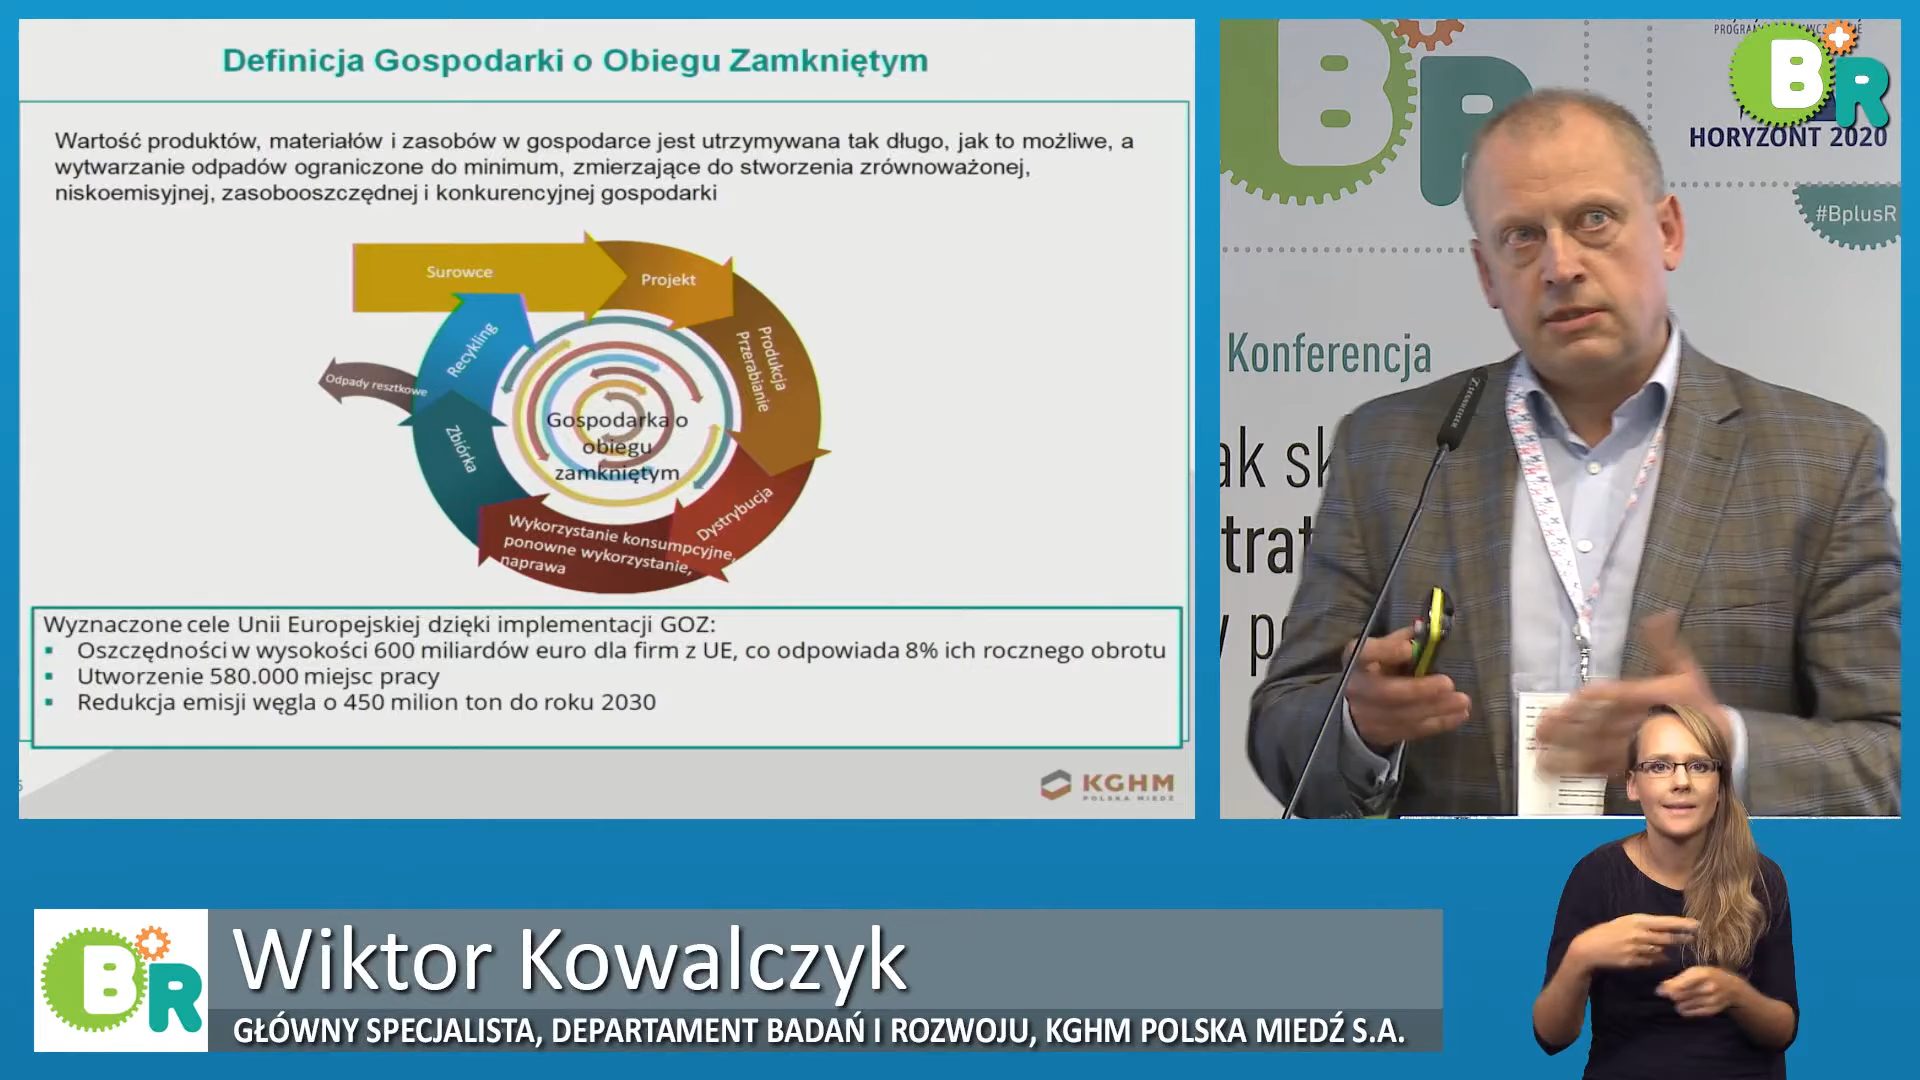 Definicja Gospodarki o Obiegu Zamkniętym
Wartość produktów, materiałów i zasobów w gospodarce jest utrzymywana tak długo, jak to możliwe, a
wytwarzanie odpadów ograniczone do minimum, zmierzające do stworzenia zrównoważonej,
niskoemisyjnej, zasobooszczędnej i konkurencyjnej gospodarki
Surowce
Projekt
Produkcja
Przerabianie
Dystrybucja
Wykorzystanie konsumpcyjne,
ponowne wykorzystanie,
naprawa
Zbiórka
Recykling
Odpady resztkowe
Gospodarka o
obiegu
zamkniętym
Wyznaczone cele Unii Europejskiej dzięki implementacji GOZ:
▪ Oszczędności w wysokości 600 miliardów euro dla firm z UE, co odpowiada 8% ich rocznego obrotu
▪ Utworzenie 580.000 miejsc pracy
▪ Redukcja emisji węgla o 450 milion ton do roku 2030
KGHM
POLSKA MIEDŹ
B+R
B+R
HORYZONT 2020
#BplusR
Konferencja
ak sk
trat
y po
SENNHEISER
B+R
Wiktor Kowalczyk
GŁÓWNY SPECJALISTA, DEPARTAMENT BADAŃ I ROZWOJU, KGHM POLSKA MIEDŹ S.A.